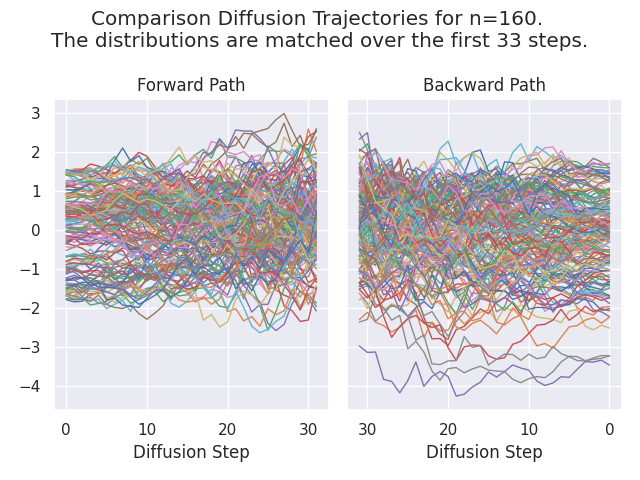 Comparison Diffusion Trajectories for n=160.
The distributions are matched over the first 33 steps.
Forward Path
Backward Path
3
2
1
0
−1
−2
−3
−4
0 10 20 30
30 20 10 0
Diffusion Step
Diffusion Step